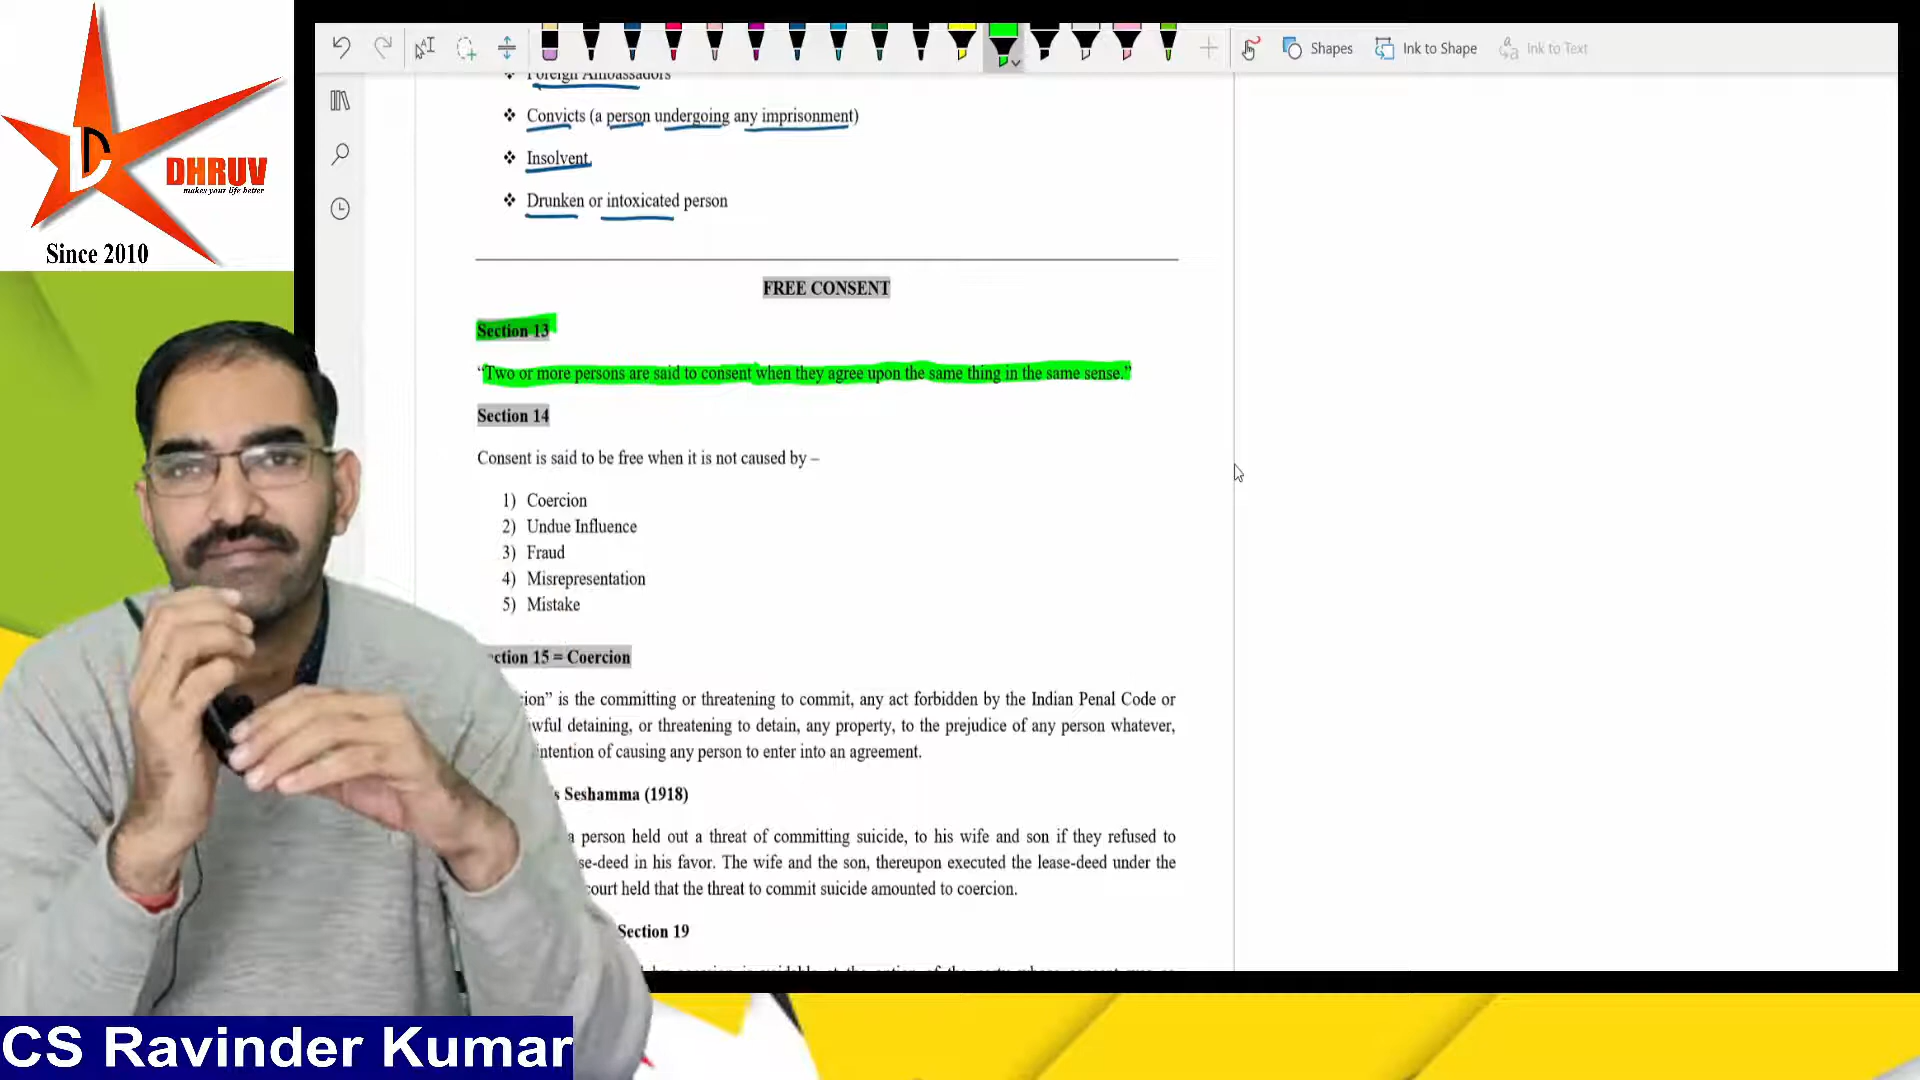 DC
DHRUV
makes your life better
Since 2010
Shapes
Ink to Shape
Ink to Text
Foreign Ambassadors
❖ Convicts (a person undergoing any imprisonment)
❖ Insolvent
❖ Drunken or intoxicated person
FREE CONSENT
Section 13
“Two or more persons are said to consent when they agree upon the same thing in the same sense.”
Section 14
Consent is said to be free when it is not caused by –
1) Coercion
2) Undue Influence
3) Fraud
4) Misrepresentation
5) Mistake
ction 15 = Coercion
ion” is the committing or threatening to commit, any act forbidden by the Indian Penal Code or
wful detaining, or threatening to detain, any property, to the prejudice of any person whatever,
intention of causing any person to enter into an agreement.
s Seshamma (1918)
a person held out a threat of committing suicide, to his wife and son if they refused to
se-deed in his favor. The wife and the son, thereupon executed the lease-deed under the
ourt held that the threat to commit suicide amounted to coercion.
Section 19
CS Ravinder Kumar